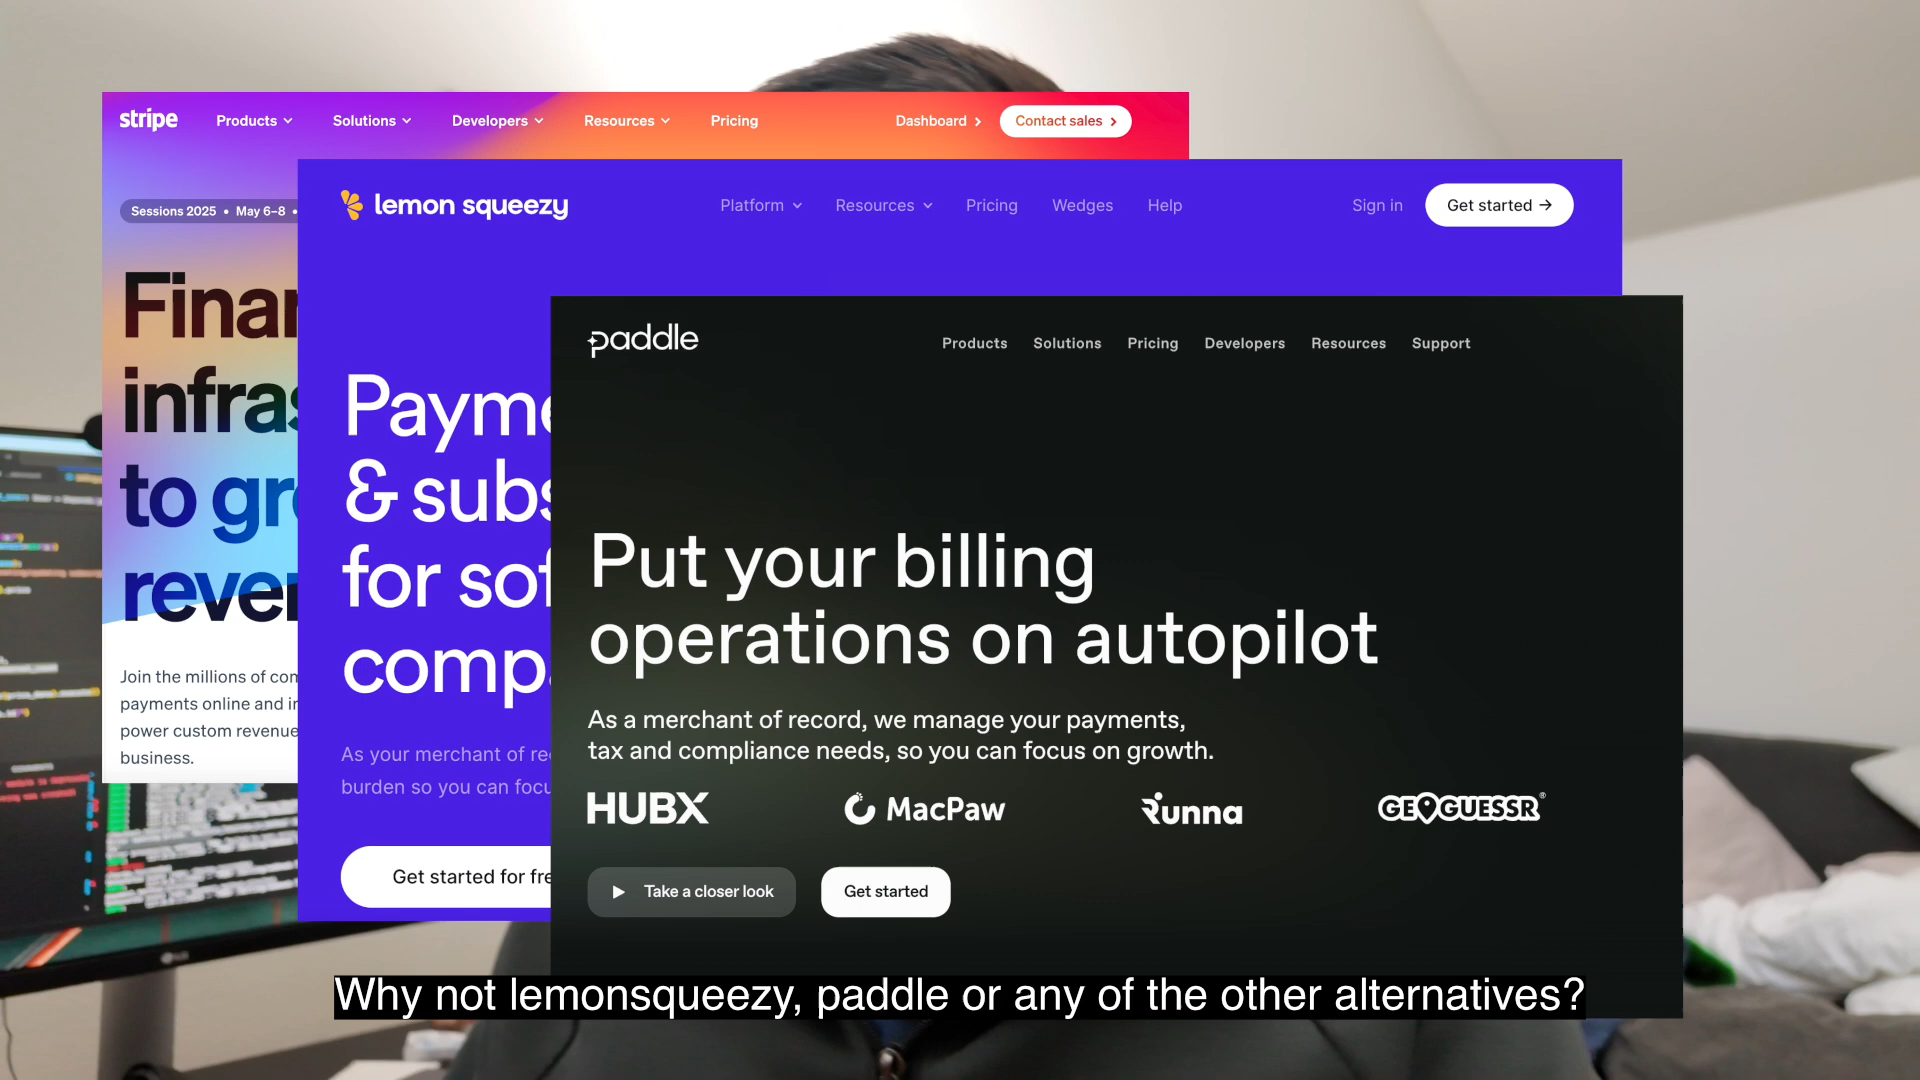 stripe
Products
Solutions
Developers
Resources
Pricing
Dashboard
Contact sales
Sessions 2025 • May 6–8 •
Finan
infras
to gr
rever
Join the millions of com
payments online and in
power custom revenue
business.
lemon squeezy
Platform
Resources
Pricing
Wedges
Help
Sign in
Get started →
Payme
& subs
for sof
compa
As your merchant of re
burden so you can focu
Get started for fre
paddle
Products
Solutions
Pricing
Developers
Resources
Support
Put your billing
operations on autopilot
As a merchant of record, we manage your payments,
tax and compliance needs, so you can focus on growth.
HUBX
MacPaw
Runna
GEOGUESSR®
Take a closer look
Get started
Why not lemonsqueezy, paddle or any of the other alternatives?